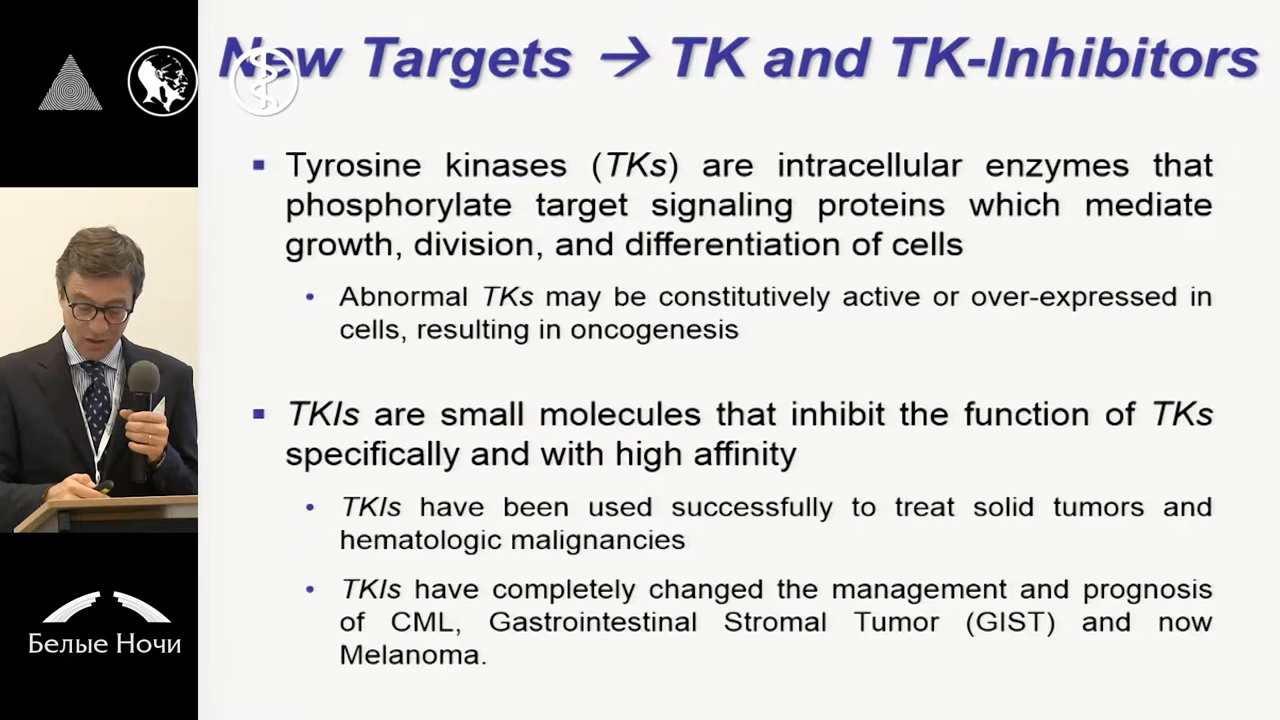 New Targets → TK and TK-Inhibitors
▪ Tyrosine kinases (TKs) are intracellular enzymes that
phosphorylate target signaling proteins which mediate
growth, division, and differentiation of cells
• Abnormal TKs may be constitutively active or over-expressed in
cells, resulting in oncogenesis
▪ TKIs are small molecules that inhibit the function of TKs
specifically and with high affinity
• TKIs have been used successfully to treat solid tumors and
hematologic malignancies
• TKIs have completely changed the management and prognosis
of CML, Gastrointestinal Stromal Tumor (GIST) and now
Melanoma.
Белые Ночи